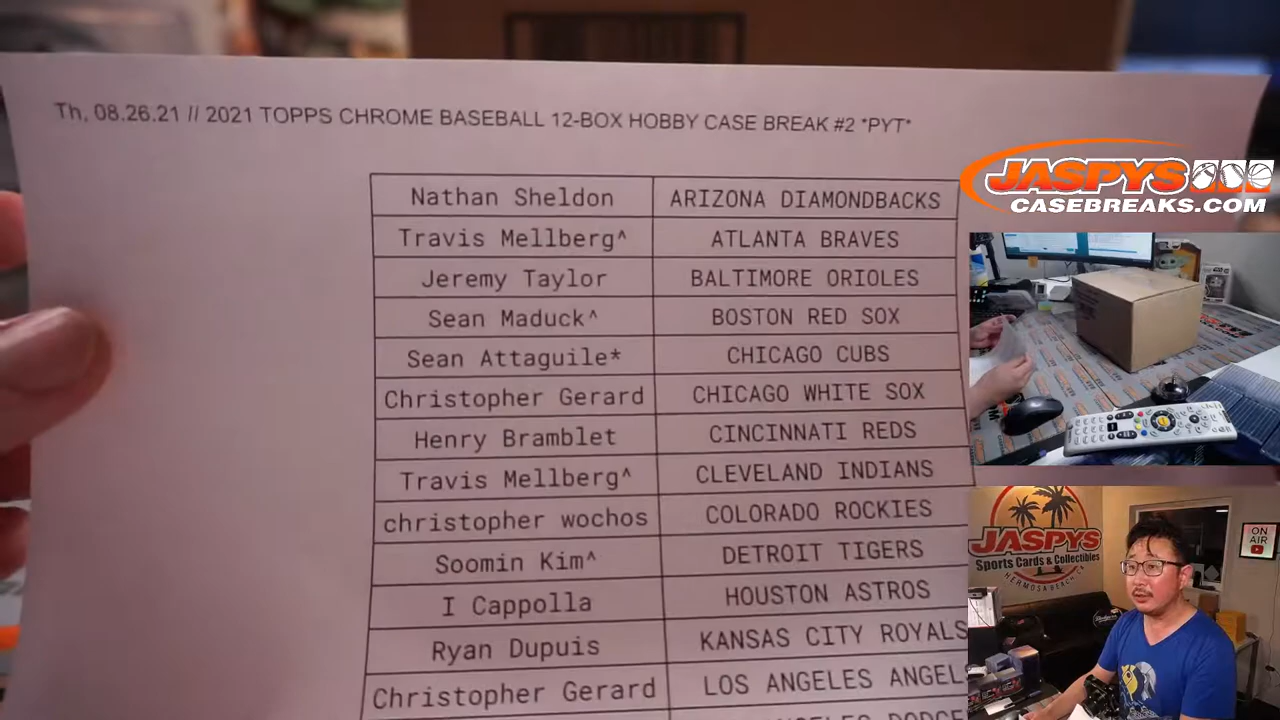 Th, 08.26.21 // 2021 TOPPS CHROME BASEBALL 12-BOX HOBBY CASE BREAK #2 *PYT*
Nathan Sheldon ARIZONA DIAMONDBACKS
Travis Mellberg^ ATLANTA BRAVES
Jeremy Taylor BALTIMORE ORIOLES
Sean Maduck^ BOSTON RED SOX
Sean Attaguile* CHICAGO CUBS
Christopher Gerard CHICAGO WHITE SOX
Henry Bramblet CINCINNATI REDS
Travis Mellberg^ CLEVELAND INDIANS
christopher wochos COLORADO ROCKIES
Soomin Kim^ DETROIT TIGERS
I Cappolla HOUSTON ASTROS
Ryan Dupuis KANSAS CITY ROYALS
Christopher Gerard LOS ANGELES ANGEL
JASPYS
CASEBREAKS.COM
JASPYS
Sports Cards & Collectibles
HERMOSA BEACH, CA
ON
AIR